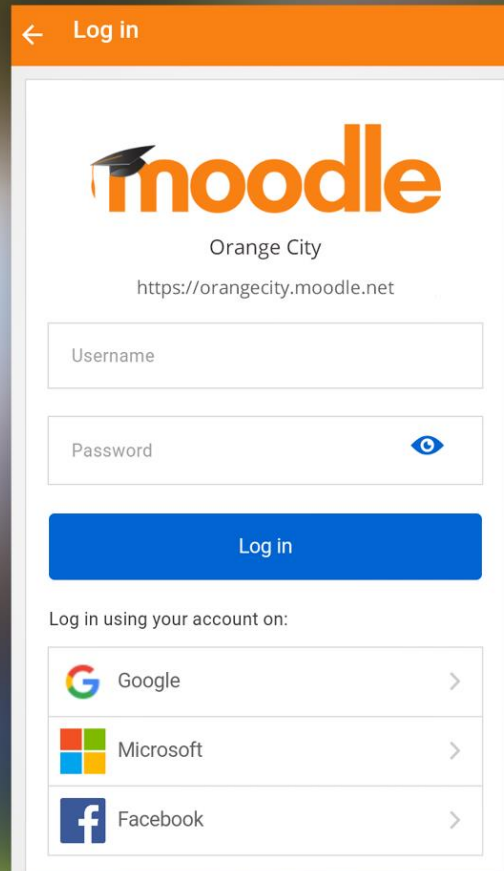 Log in
moodle
Orange City
https://orangecity.moodle.net
Username
Password
Log in
Log in using your account on:
Google
Microsoft
Facebook